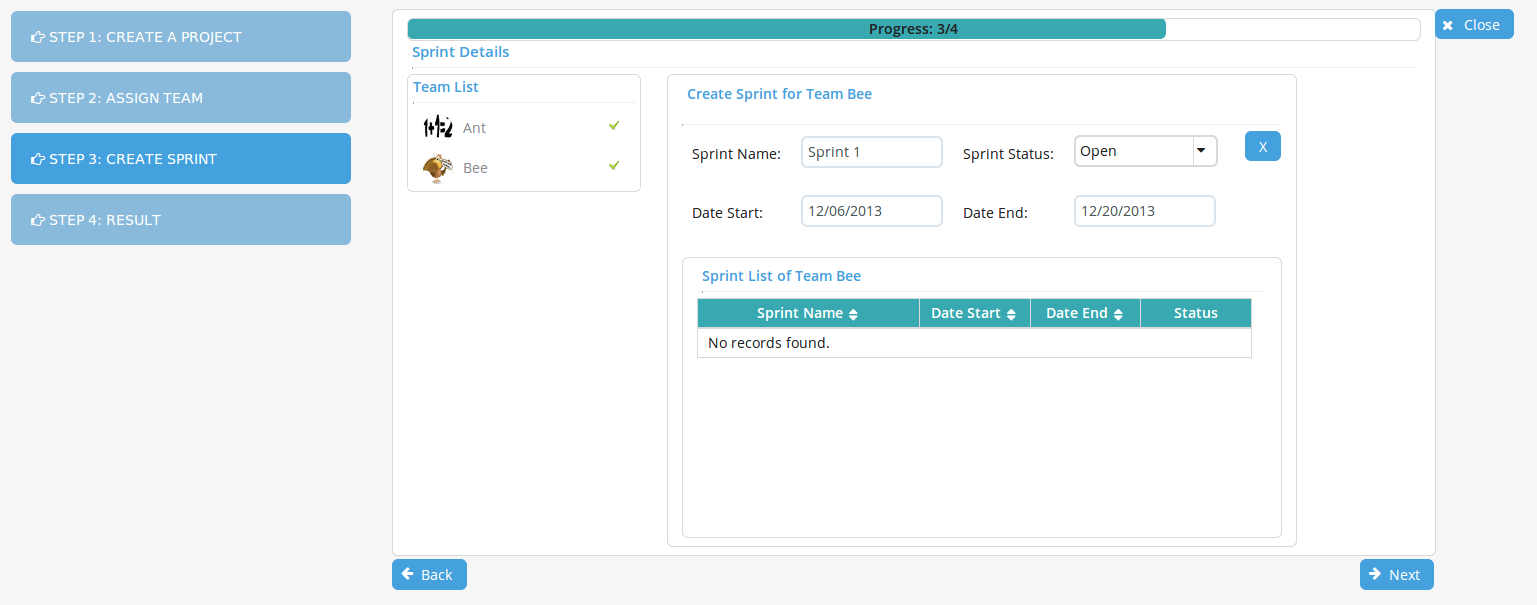 STEP 1: CREATE A PROJECT
STEP 2: ASSIGN TEAM
STEP 3: CREATE SPRINT
STEP 4: RESULT
Progress: 3/4
Close
Sprint Details
Team List
Ant
Bee
Create Sprint for Team Bee
Sprint Name: Sprint 1 Sprint Status: Open X
Date Start: 12/06/2013 Date End: 12/20/2013
Sprint List of Team Bee
Sprint Name Date Start Date End Status
No records found.
Back Next